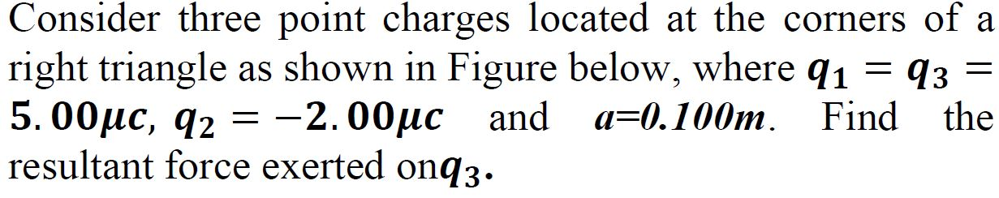 Consider three point charges located at the corners of a
right triangle as shown in Figure below, where q₁ = q₃ =
5.00μc, q₂ = −2.00μc and a=0.100m. Find the
resultant force exerted onq₃.